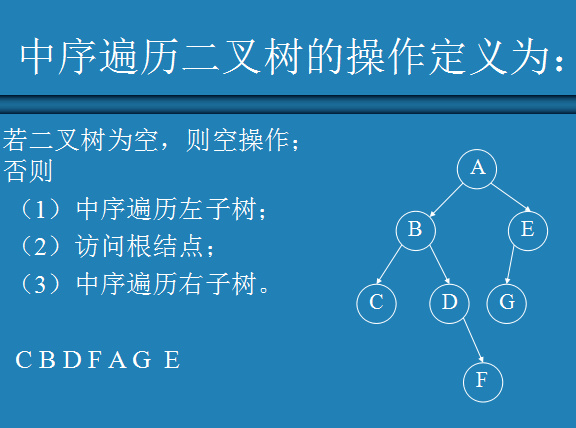 中序遍历二叉树的操作定义为：
若二叉树为空，则空操作；
否则
（1）中序遍历左子树；
（2）访问根结点；
（3）中序遍历右子树。
C B D F A G E
A
B
E
C
D
G
F